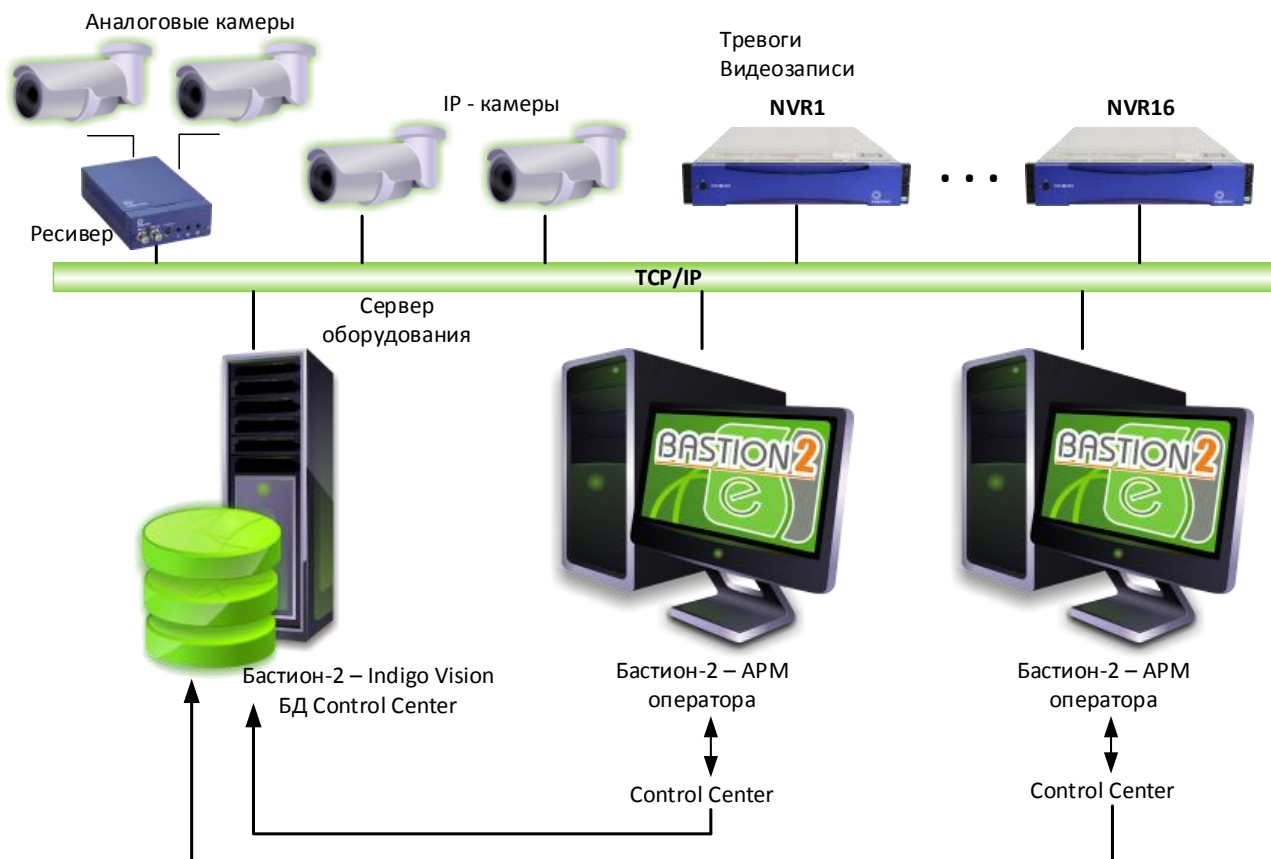 Аналоговые камеры
IP - камеры
Тревоги
Видеозаписи
NVR1
NVR16
Ресивер
TCP/IP
Сервер
оборудования
BASTION2
e
BASTION2
e
Бастион-2 – Indigo Vision
БД Control Center
Бастион-2 – АРМ
оператора
Бастион-2 – АРМ
оператора
Control Center
Control Center